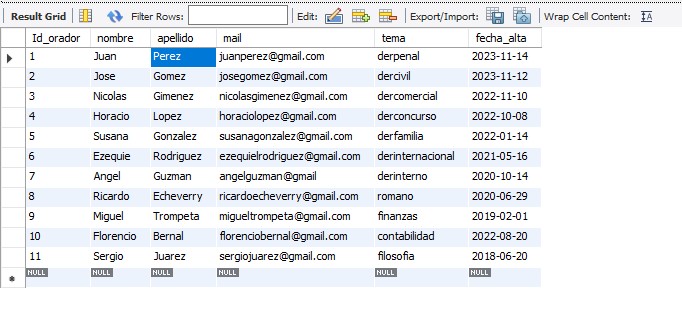 Result Grid Filter Rows: Edit: Export/Import: Wrap Cell Content: IA
Id_orador nombre apellido mail tema fecha_alta
1 Juan Perez juanperez@gmail.com derpenal 2023-11-14
2 Jose Gomez josegomez@gmail.com dercivil 2023-11-12
3 Nicolas Gimenez nicolasgimenez@gmail.com dercomercial 2022-11-10
4 Horacio Lopez horaciolopez@gmail.com derconcurso 2022-10-08
5 Susana Gonzalez susanagonzalez@gmail.com derfamilia 2022-01-14
6 Ezequie Rodriguez ezequielrodriguez@gmail.com derinternacional 2021-05-16
7 Angel Guzman angelguzman@gmail derinterno 2020-10-14
8 Ricardo Echeverry ricardoecheverry@gmail.com romano 2020-06-29
9 Miguel Trompeta migueltrompeta@gmail.com finanzas 2019-02-01
10 Florencio Bernal florenciobernal@gmail.com contabilidad 2022-08-20
11 Sergio Juarez sergiojuarez@gmail.com filosofia 2018-06-20
NULL NULL NULL NULL NULL NULL